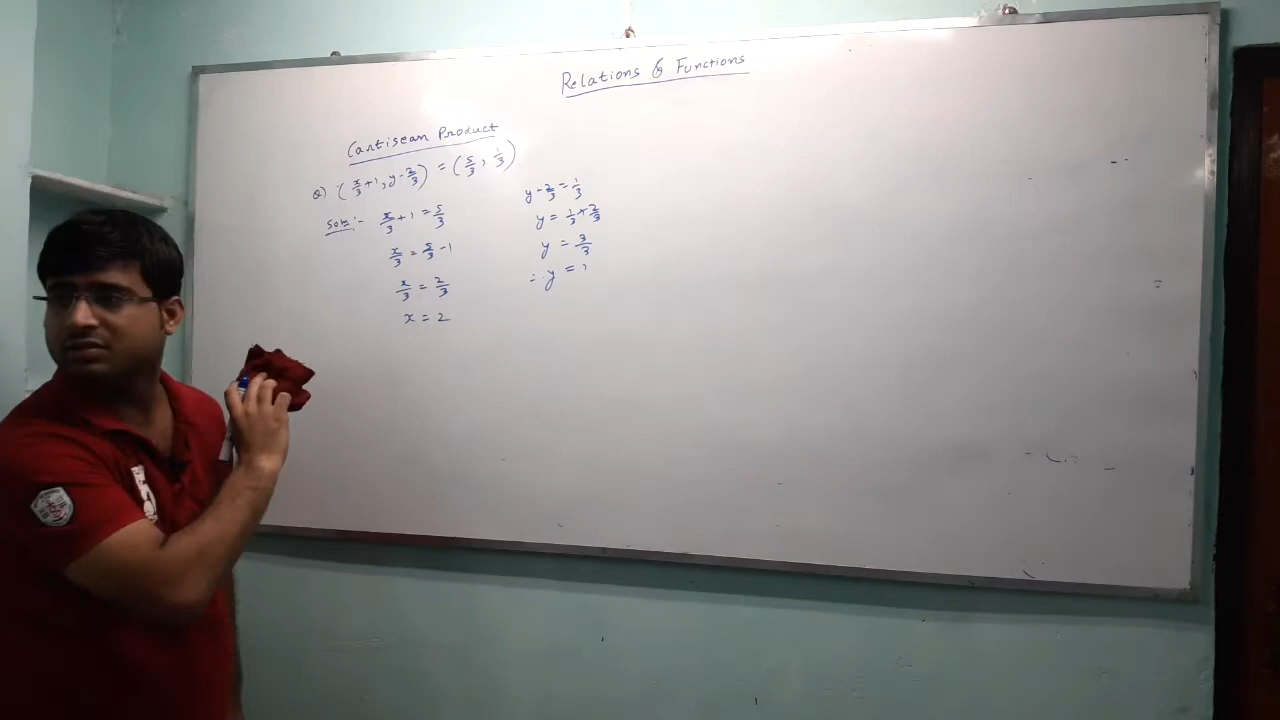 Relations & Functions
Cartisean Product
Q) (x/3 + 1, y - 2/3) = (5/3, 1/3)
Soln:- x/3 + 1 = 5/3
x/3 = 5/3 - 1
x/3 = 2/3
x = 2
y - 2/3 = 1/3
y = 1/3 + 2/3
y = 3/3
∴ y = 1